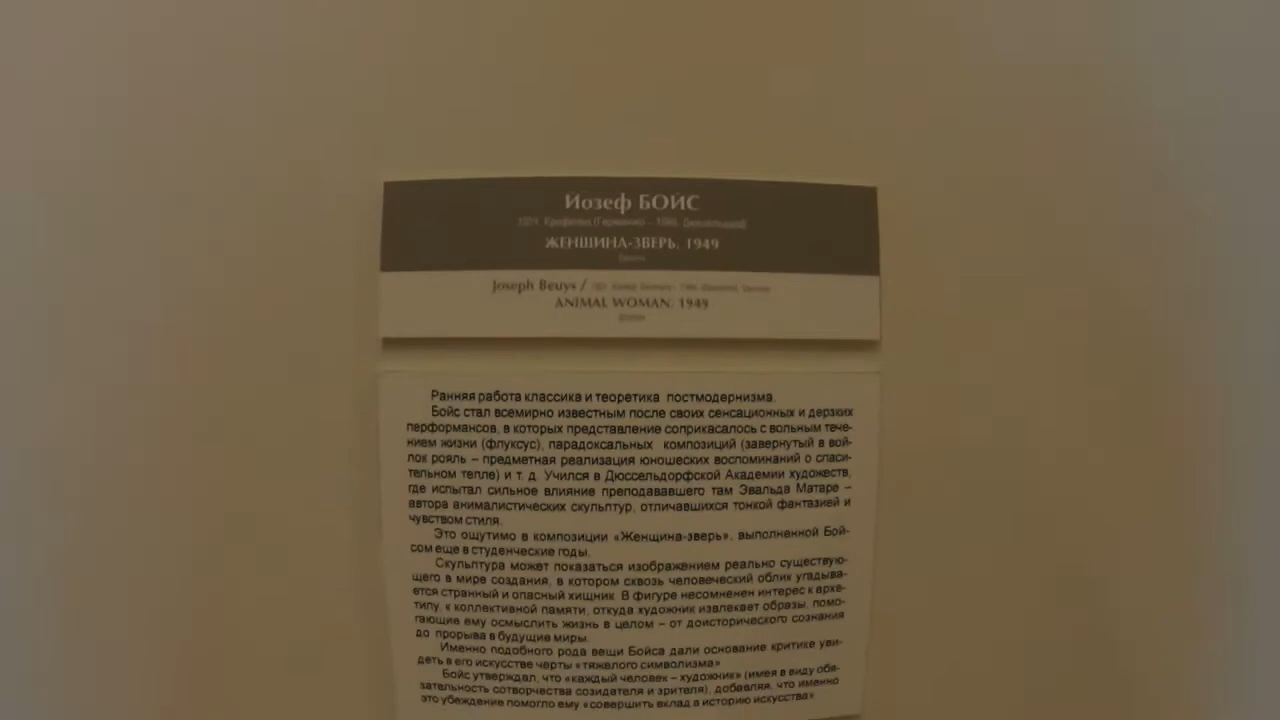 Йозеф БОЙС
ЖЕНЩИНА-ЗВЕРЬ. 1949
Joseph Beuys /
ANIMAL WOMAN. 1949
Ранняя работа классика и теоретика постмодернизма.
Бойс стал всемирно известным после своих сенсационных и дерзких
перформансов, в которых представление соприкасалось с вольным тече-
нием жизни (флуксус), парадоксальных композиций (завернутый в вой-
лок рояль – предметная реализация юношеских воспоминаний о спаси-
тельном тепле) и т. д. Учился в Дюссельдорфской Академии художеств,
где испытал сильное влияние преподававшего там Эвальда Матаре –
автора анималистических скульптур, отличавшихся тонкой фантазией и
чувством стиля.
Это ощутимо в композиции «Женщина-зверь», выполненной Бой-
сом еще в студенческие годы.
Скульптура может показаться изображением реально существую-
щего в мире создания, в котором сквозь человеческий облик угадыва-
ется странный и опасный хищник. В фигуре несомненен интерес к архе-
типу, к коллективной памяти, откуда художник извлекает образы, помо-
гающие ему осмыслить жизнь в целом – от доисторического сознания
до прорыва в будущие миры.
Именно подобного рода вещи Бойса дали основание критике уви-
деть в его искусстве черты «тяжелого символизма»
Бойс утверждал, что «каждый человек – художник» (имея в виду обя-
зательность сотворчества созидателя и зрителя), добавляя, что именно
это убеждение помогло ему «совершить вклад в историю искусства»